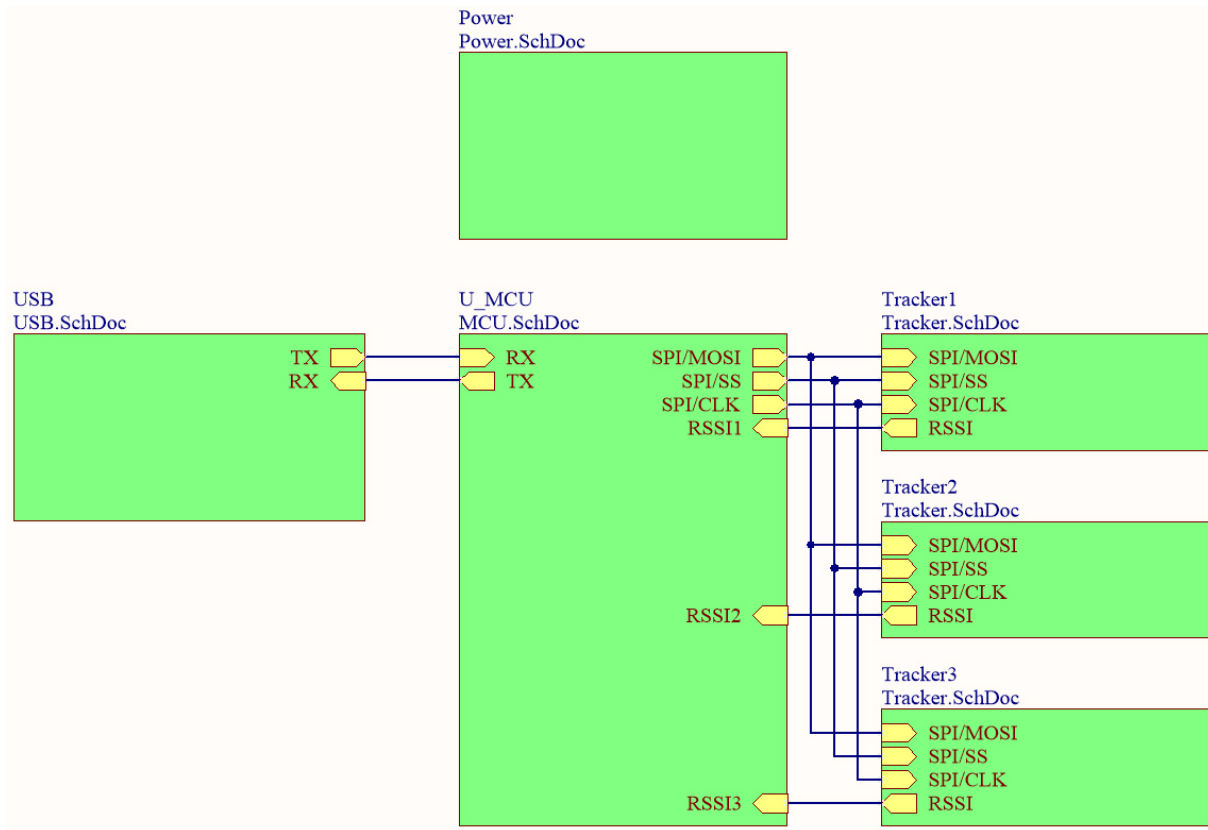 Power
Power.SchDoc
USB
USB.SchDoc
TX
RX
U_MCU
MCU.SchDoc
RX
TX
SPI/MOSI
SPI/SS
SPI/CLK
RSSI1
RSSI2
RSSI3
Tracker1
Tracker.SchDoc
SPI/MOSI
SPI/SS
SPI/CLK
RSSI
Tracker2
Tracker.SchDoc
SPI/MOSI
SPI/SS
SPI/CLK
RSSI
Tracker3
Tracker.SchDoc
SPI/MOSI
SPI/SS
SPI/CLK
RSSI